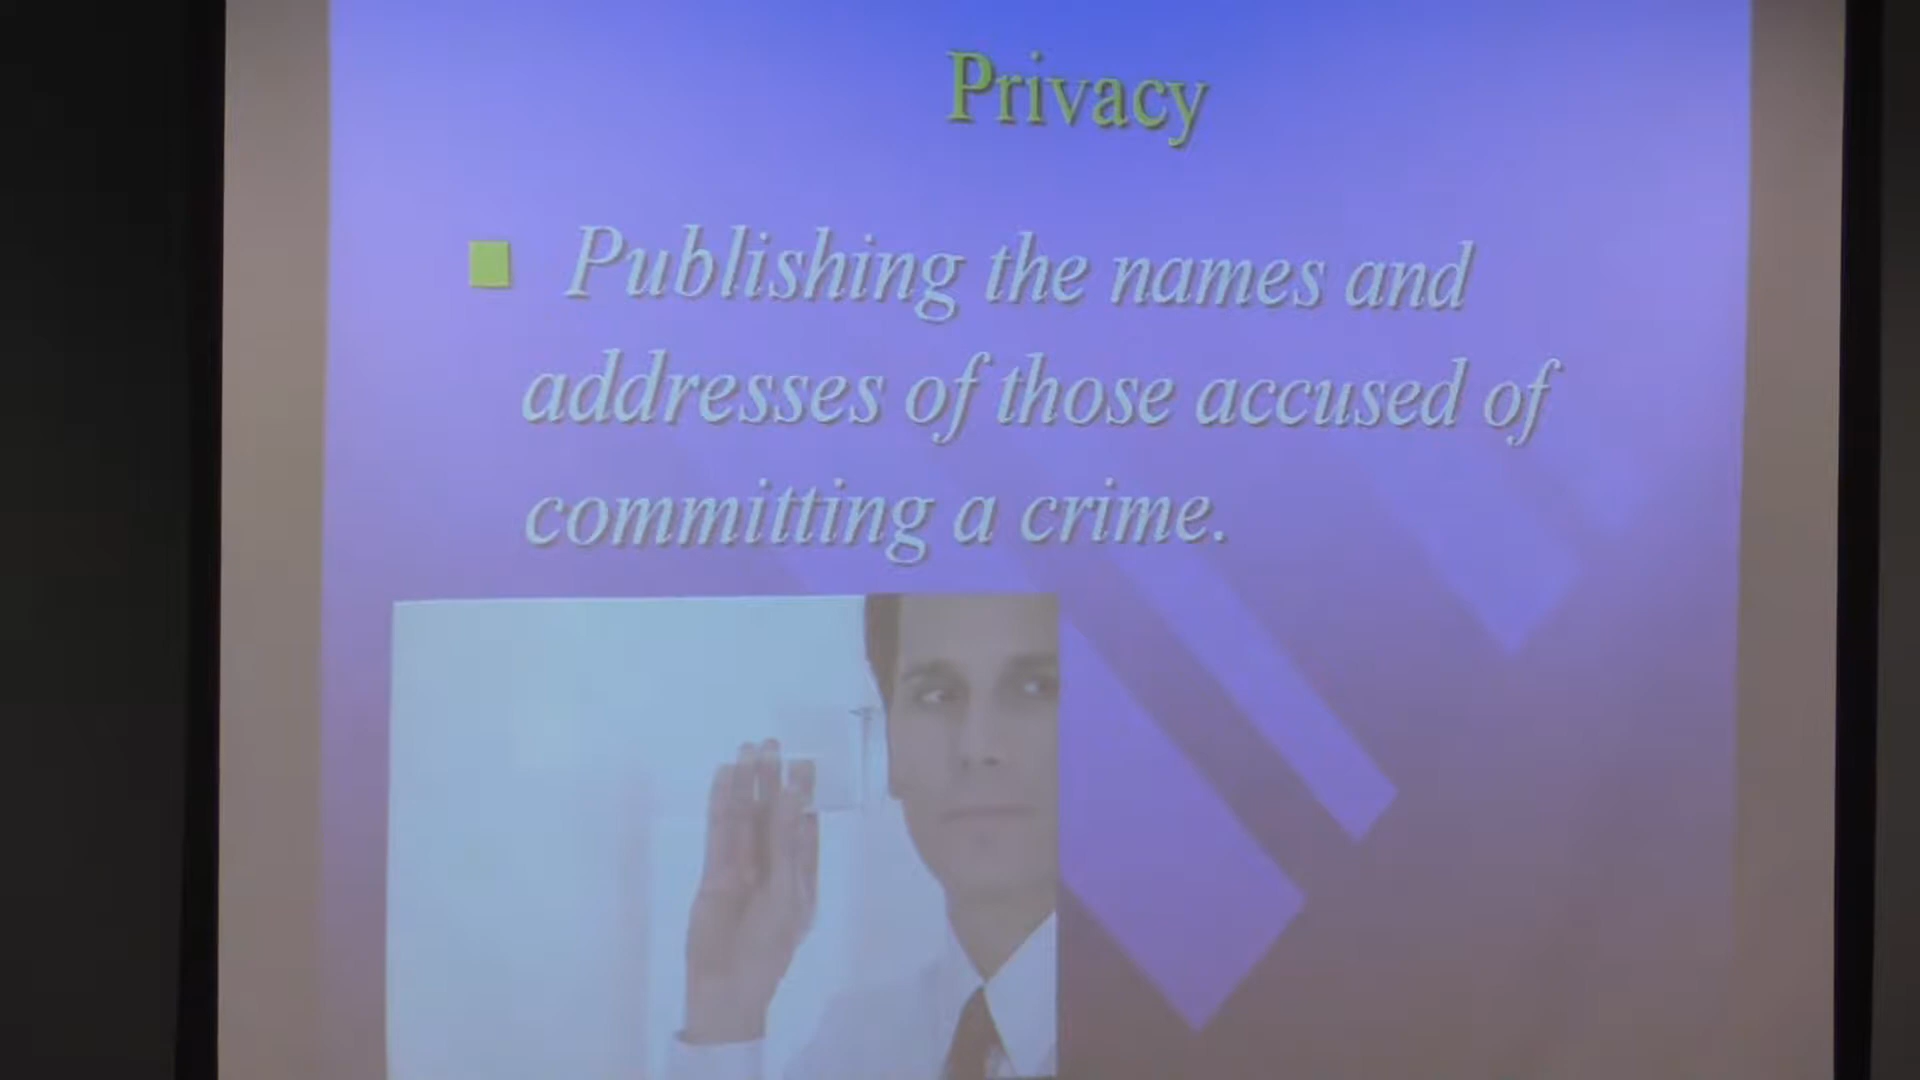 Privacy
Publishing the names and
addresses of those accused of
committing a crime.